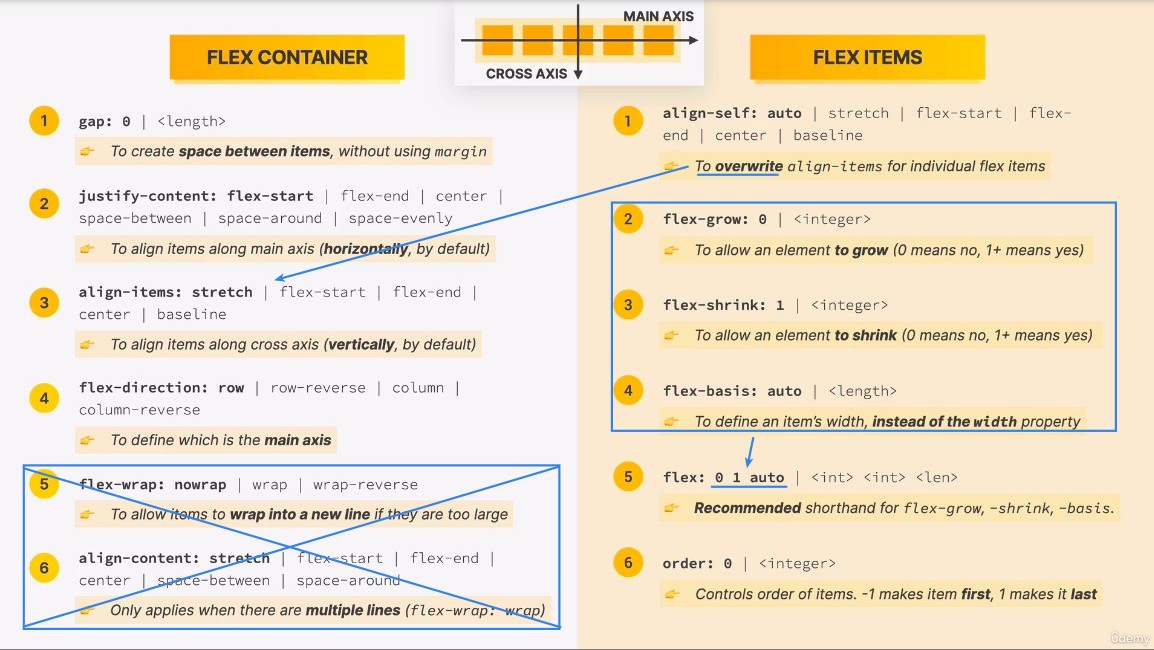 MAIN AXIS
CROSS AXIS
FLEX CONTAINER
1
gap: 0 | <length>
To create space between items, without using margin
2
justify-content: flex-start | flex-end | center |
space-between | space-around | space-evenly
To align items along main axis (horizontally, by default)
3
align-items: stretch | flex-start | flex-end |
center | baseline
To align items along cross axis (vertically, by default)
4
flex-direction: row | row-reverse | column |
column-reverse
To define which is the main axis
5
flex-wrap: nowrap | wrap | wrap-reverse
To allow items to wrap into a new line if they are too large
6
align-content: stretch | flex-start | flex-end |
center | space-between | space-around
Only applies when there are multiple lines (flex-wrap: wrap)
FLEX ITEMS
1
align-self: auto | stretch | flex-start | flex-
end | center | baseline
To overwrite align-items for individual flex items
2
flex-grow: 0 | <integer>
To allow an element to grow (0 means no, 1+ means yes)
3
flex-shrink: 1 | <integer>
To allow an element to shrink (0 means no, 1+ means yes)
4
flex-basis: auto | <length>
To define an item’s width, instead of the width property
5
flex: 0 1 auto | <int> <int> <len>
Recommended shorthand for flex-grow, -shrink, -basis.
6
order: 0 | <integer>
Controls order of items. -1 makes item first, 1 makes it last
ûdemy